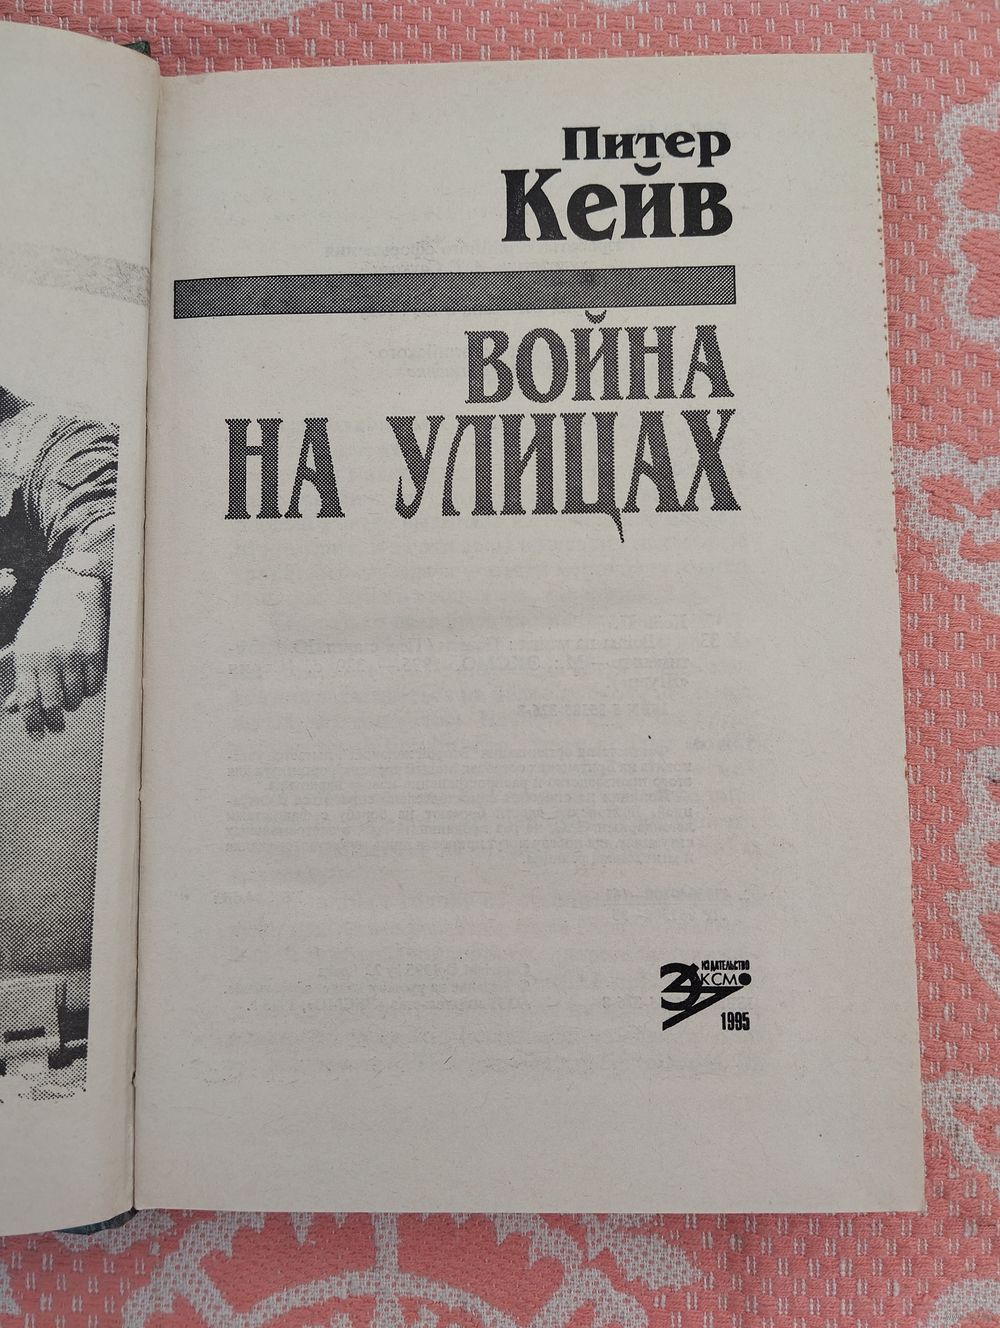 Питер
Кейв
ВОЙНА
НА УЛИЦАХ
ИЗДАТЕЛЬСТВО
ЭКСМО
1995